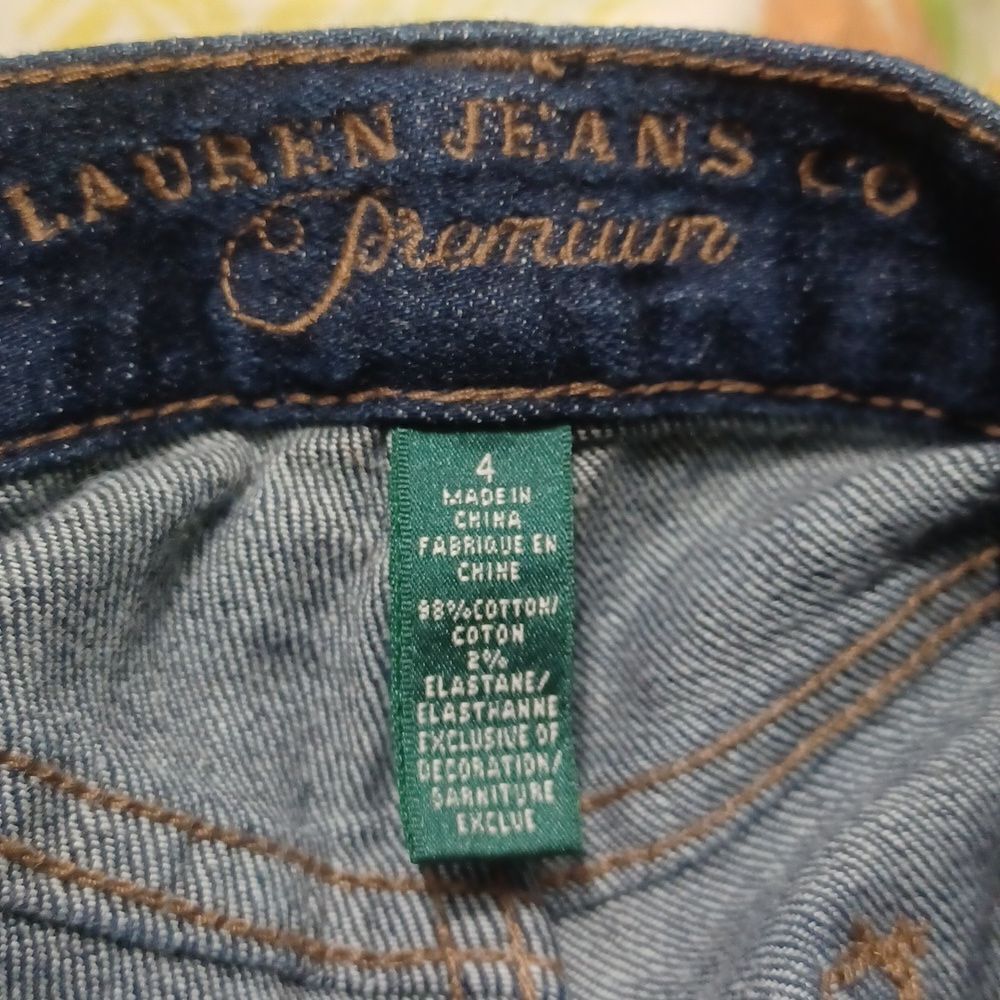 LAUREN JEANS CO
Premium
4
MADE IN
CHINA
FABRIQUE EN
CHINE
98%COTTON/
COTON
2%
ELASTANE/
ELASTHANNE
EXCLUSIVE OF
DECORATION/
GARNITURE
EXCLUE